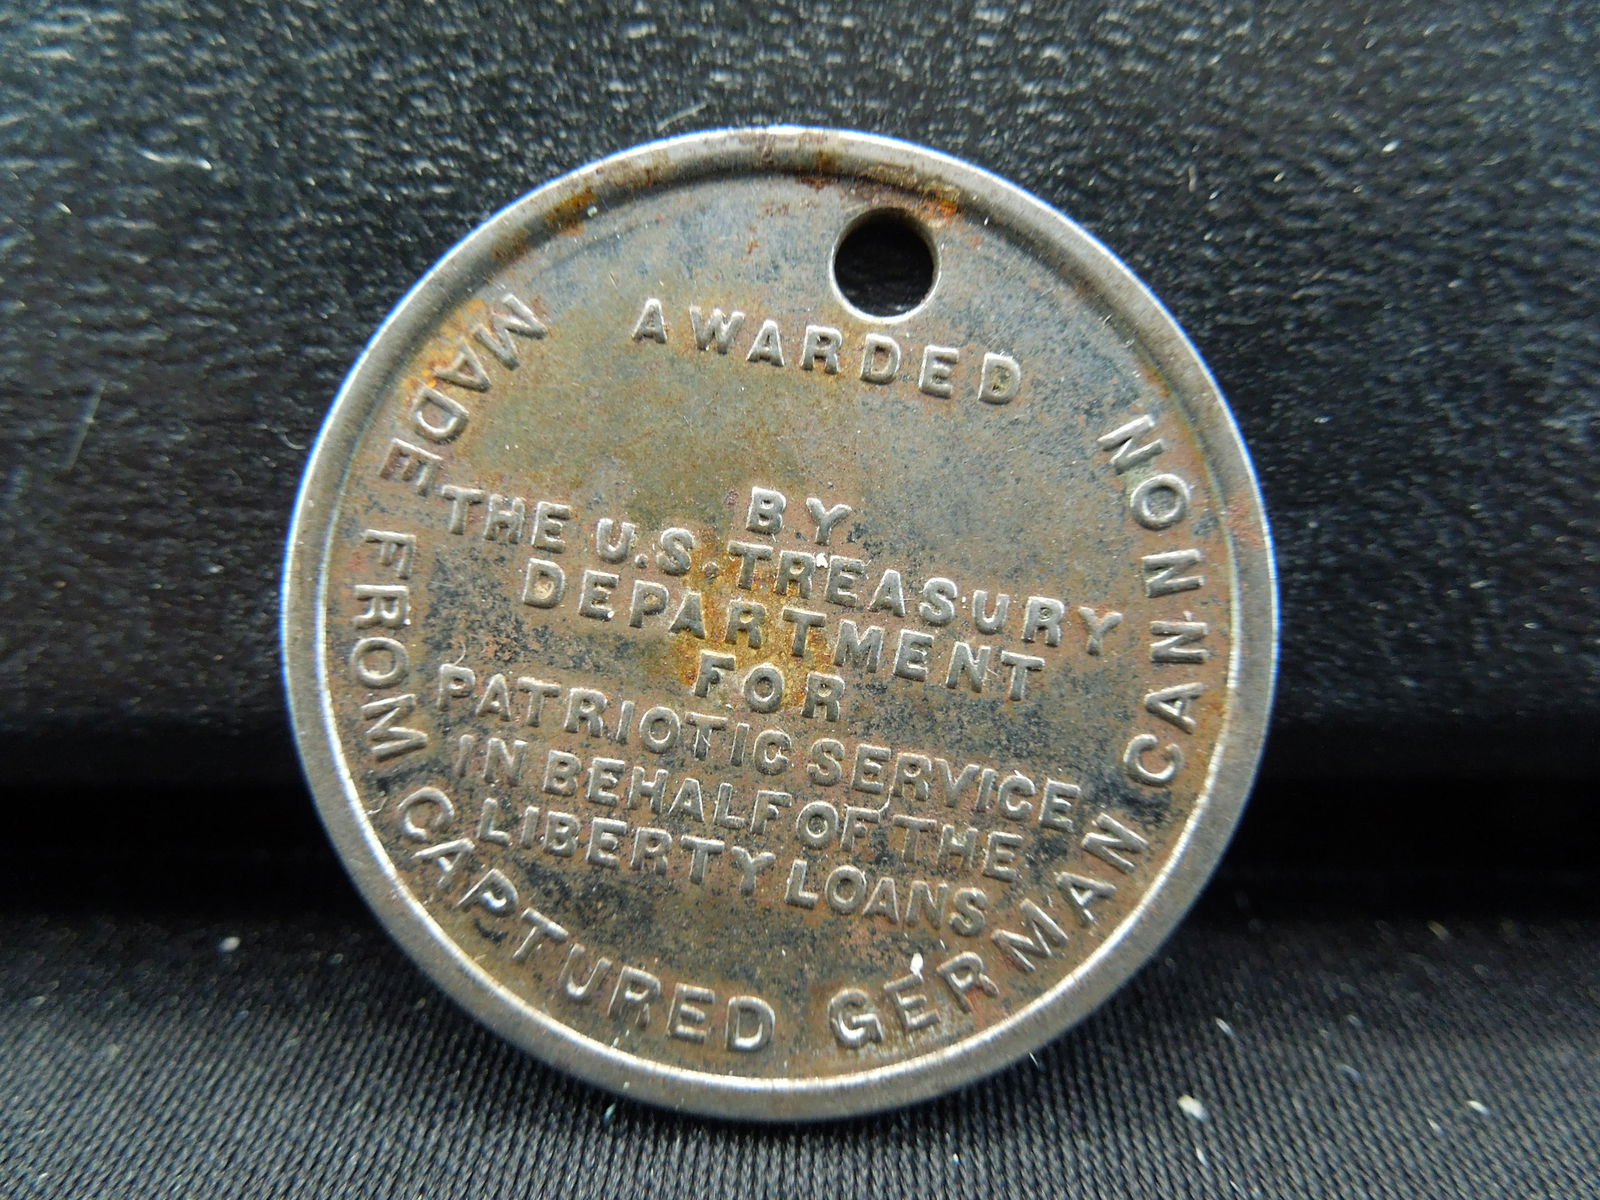 AWARDED
BY
THE U.S. TREASURY
DEPARTMENT
FOR
PATRIOTIC SERVICE
IN BEHALF OF THE
LIBERTY LOANS
MADE FROM CAPTURED GERMAN CANNON